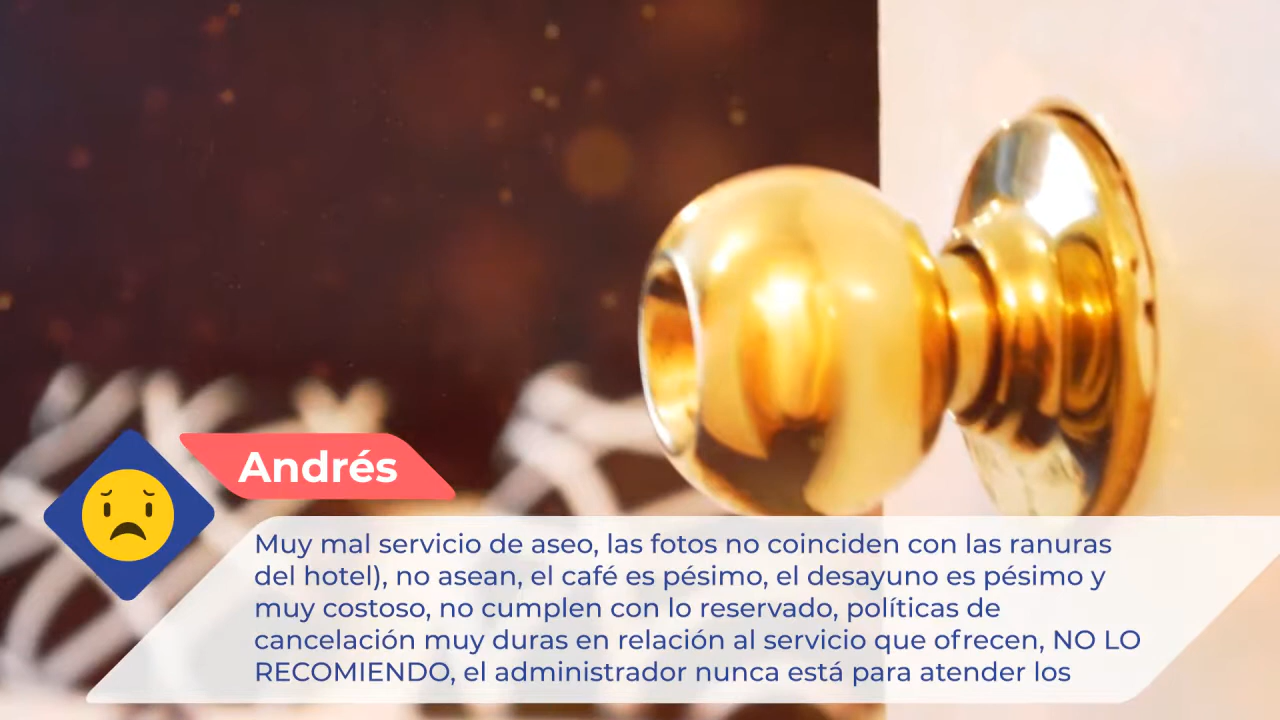 Andrés
Muy mal servicio de aseo, las fotos no coinciden con las ranuras
del hotel), no asean, el café es pésimo, el desayuno es pésimo y
muy costoso, no cumplen con lo reservado, políticas de
cancelación muy duras en relación al servicio que ofrecen, NO LO
RECOMIENDO, el administrador nunca está para atender los